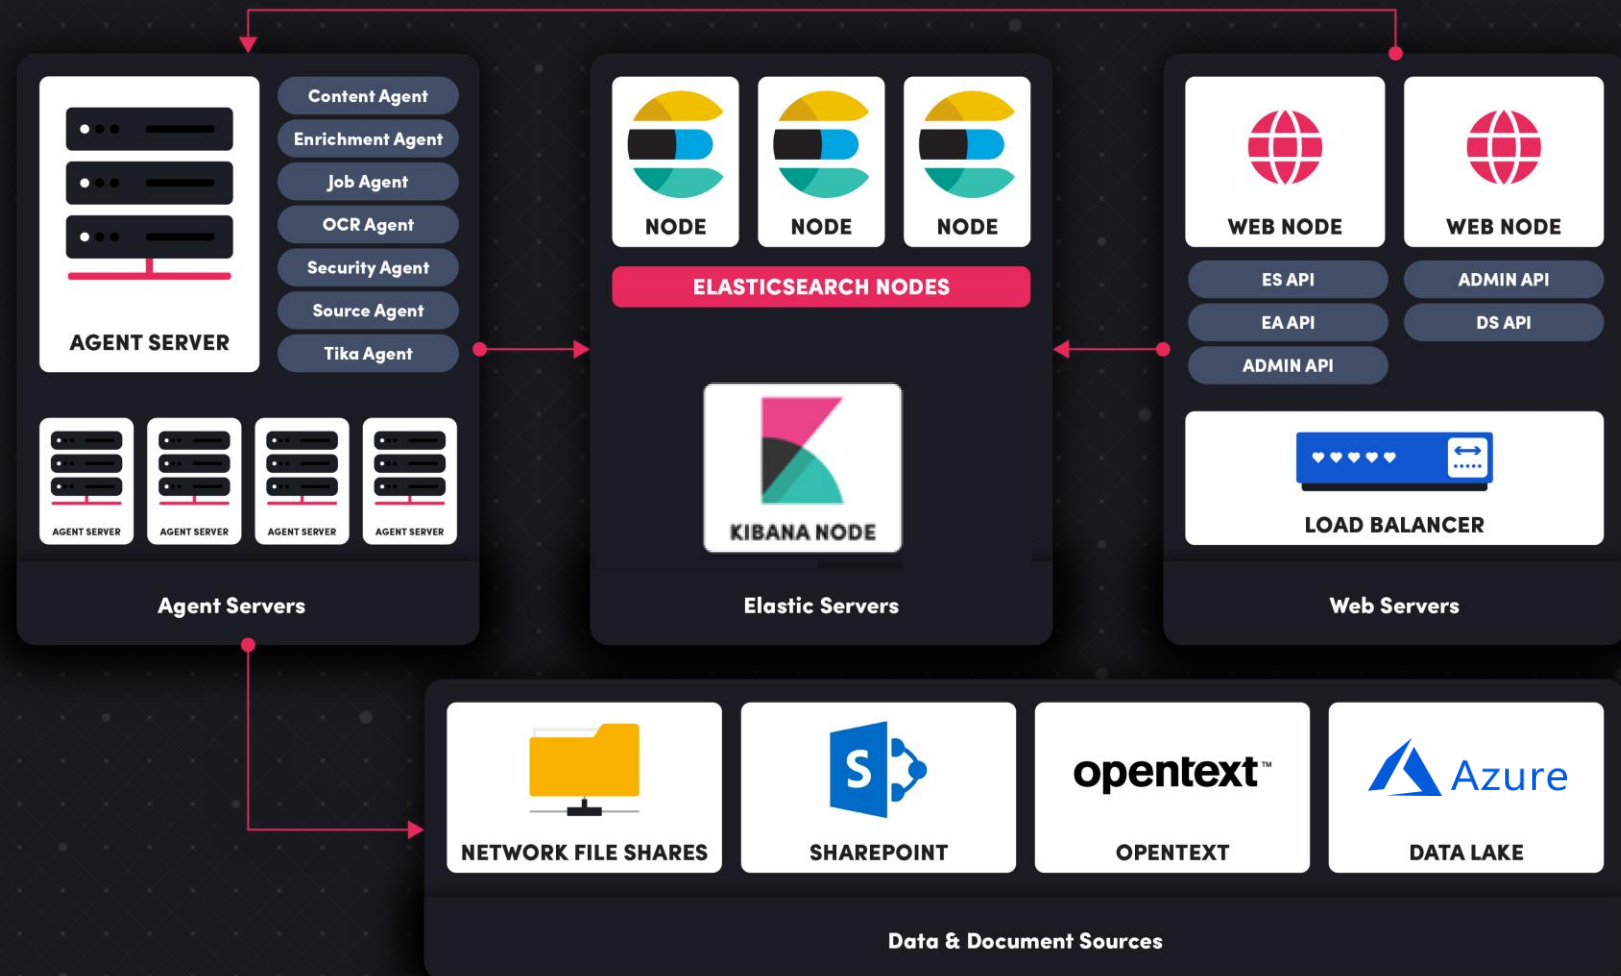 Content Agent
Enrichment Agent
Job Agent
OCR Agent
Security Agent
Source Agent
Tika Agent
AGENT SERVER
AGENT SERVER
AGENT SERVER
AGENT SERVER
AGENT SERVER
Agent Servers
NODE
NODE
NODE
ELASTICSEARCH NODES
KIBANA NODE
Elastic Servers
WEB NODE
WEB NODE
ES API
ADMIN API
EA API
DS API
ADMIN API
LOAD BALANCER
Web Servers
NETWORK FILE SHARES
S
SHAREPOINT
opentext™
OPENTEXT
Azure
DATA LAKE
Data & Document Sources